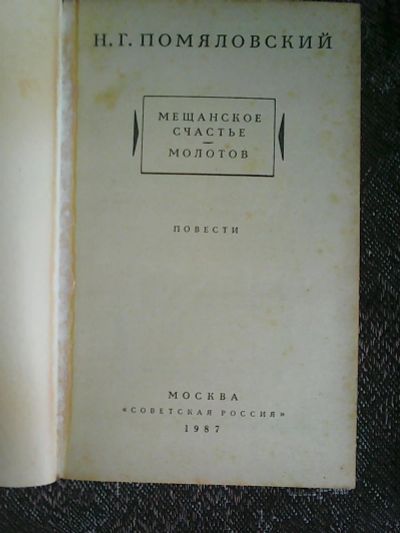 Н. Г. ПОМЯЛОВСКИЙ
МЕЩАНСКОЕ
СЧАСТЬЕ
—
МОЛОТОВ
ПОВЕСТИ
МОСКВА
«СОВЕТСКАЯ РОССИЯ»
1987